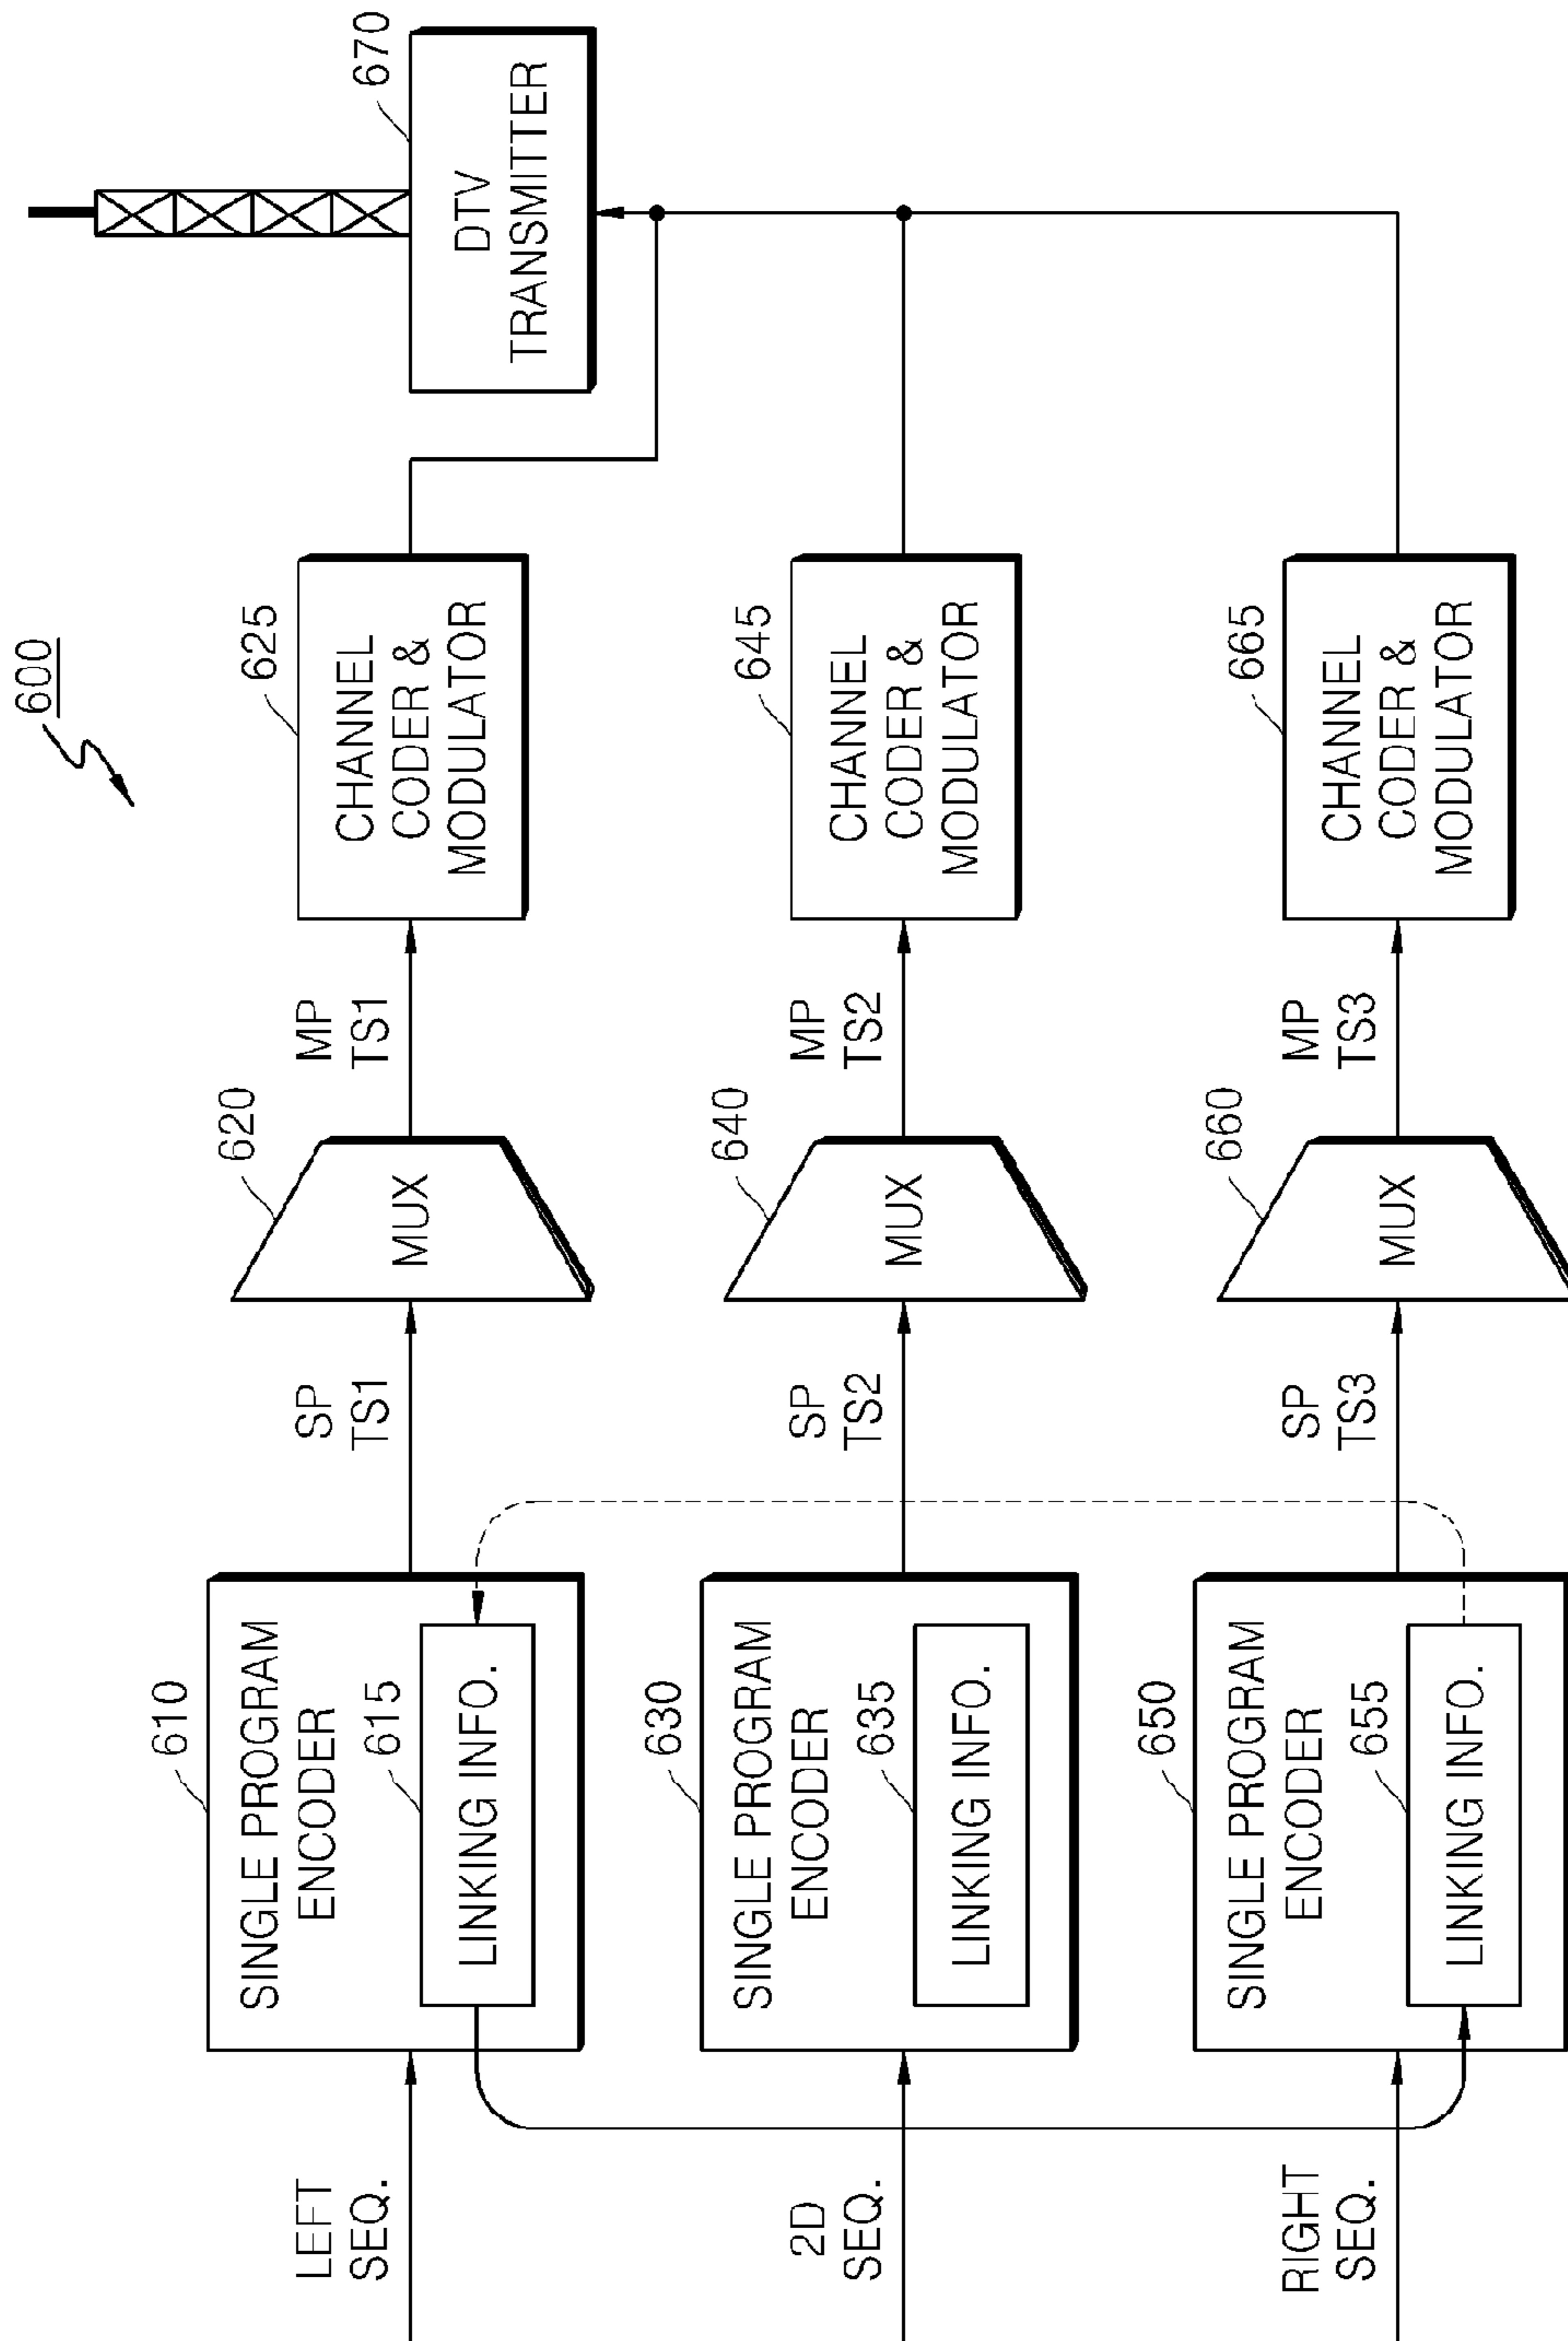 600
LEFT
SEQ.
610
SINGLE PROGRAM
ENCODER
615
LINKING INFO.
SP
TS1
620
MUX
MP
TS1
625
CHANNEL
CODER &
MODULATOR
670
DTV
TRANSMITTER
2D
SEQ.
630
SINGLE PROGRAM
ENCODER
635
LINKING INFO.
SP
TS2
640
MUX
MP
TS2
645
CHANNEL
CODER &
MODULATOR
RIGHT
SEQ.
650
SINGLE PROGRAM
ENCODER
655
LINKING INFO.
SP
TS3
660
MUX
MP
TS3
665
CHANNEL
CODER &
MODULATOR